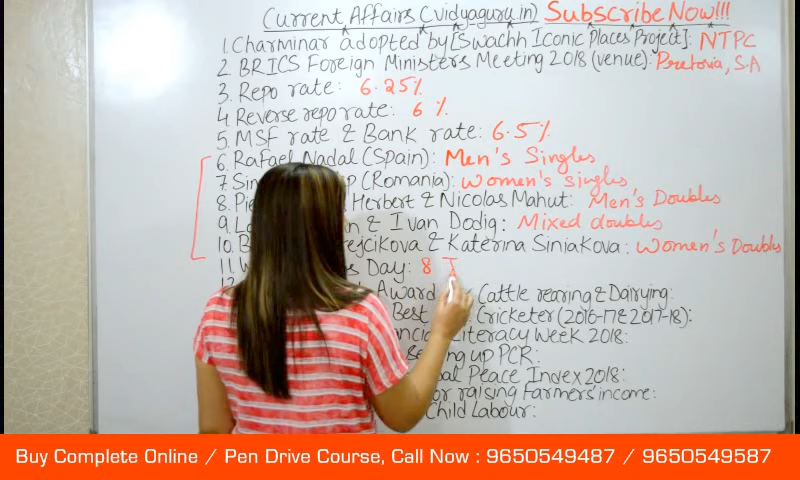 Current Affairs (vidyaguru.in) Subscribe Now!!!
1. Charminar adopted by [Swachh Iconic Places Project]: NTPC
2 BRICS Foreign Ministers Meeting 2018 (venue): Pretoria, S.A
3. Repo rate: 6.25%
4. Reverse repo rate: 6%
5. MSF rate & Bank rate: 6.5%
6. Rafael Nadal (Spain): Men's Singles
7. (Romania): Women's singles
8. Herbert & Nicolas Mahut: Men's Doubles
9. & Ivan Dodig: Mixed doubles
10. Katerina Siniakova: Women's Doubles
11. Day: 8
Award Cattle rearing & Dairying:
Best Cricketer (2016-17 & 2017-18):
Literacy Week 2018:
up PCR:
Peace Index 2018:
raising Farmers' income:
Child Labour:
Buy Complete Online / Pen Drive Course, Call Now : 9650549487 / 9650549587